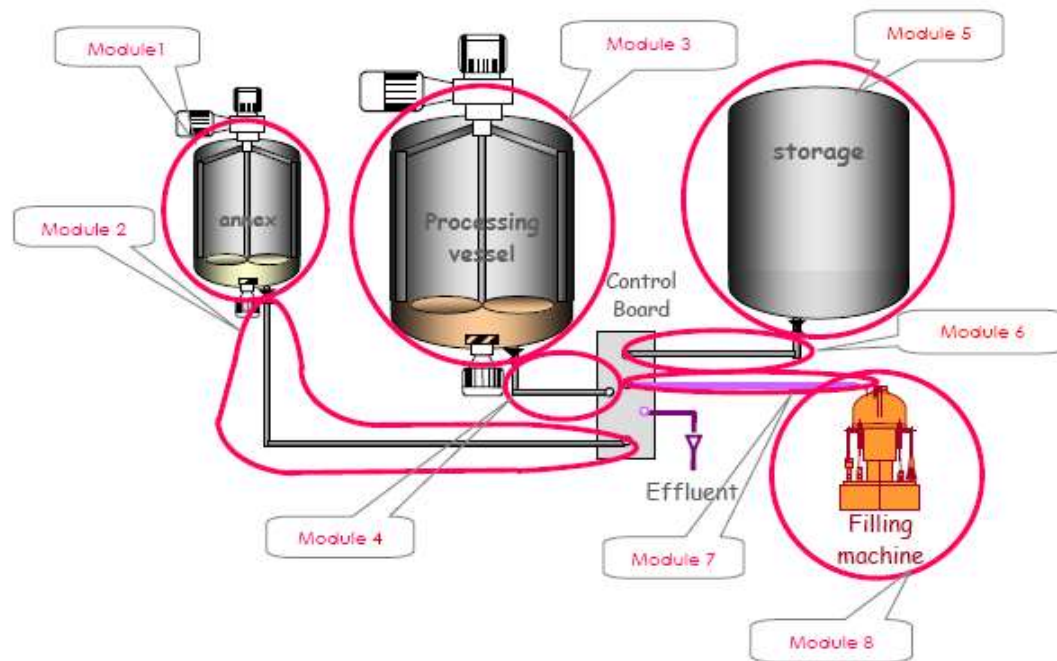 Module1
Module 3
Module 5
storage
annex
Processing
vessel
Module 2
Control
Board
Module 6
Effluent
Module 4
Filling
machine
Module 7
Module 8